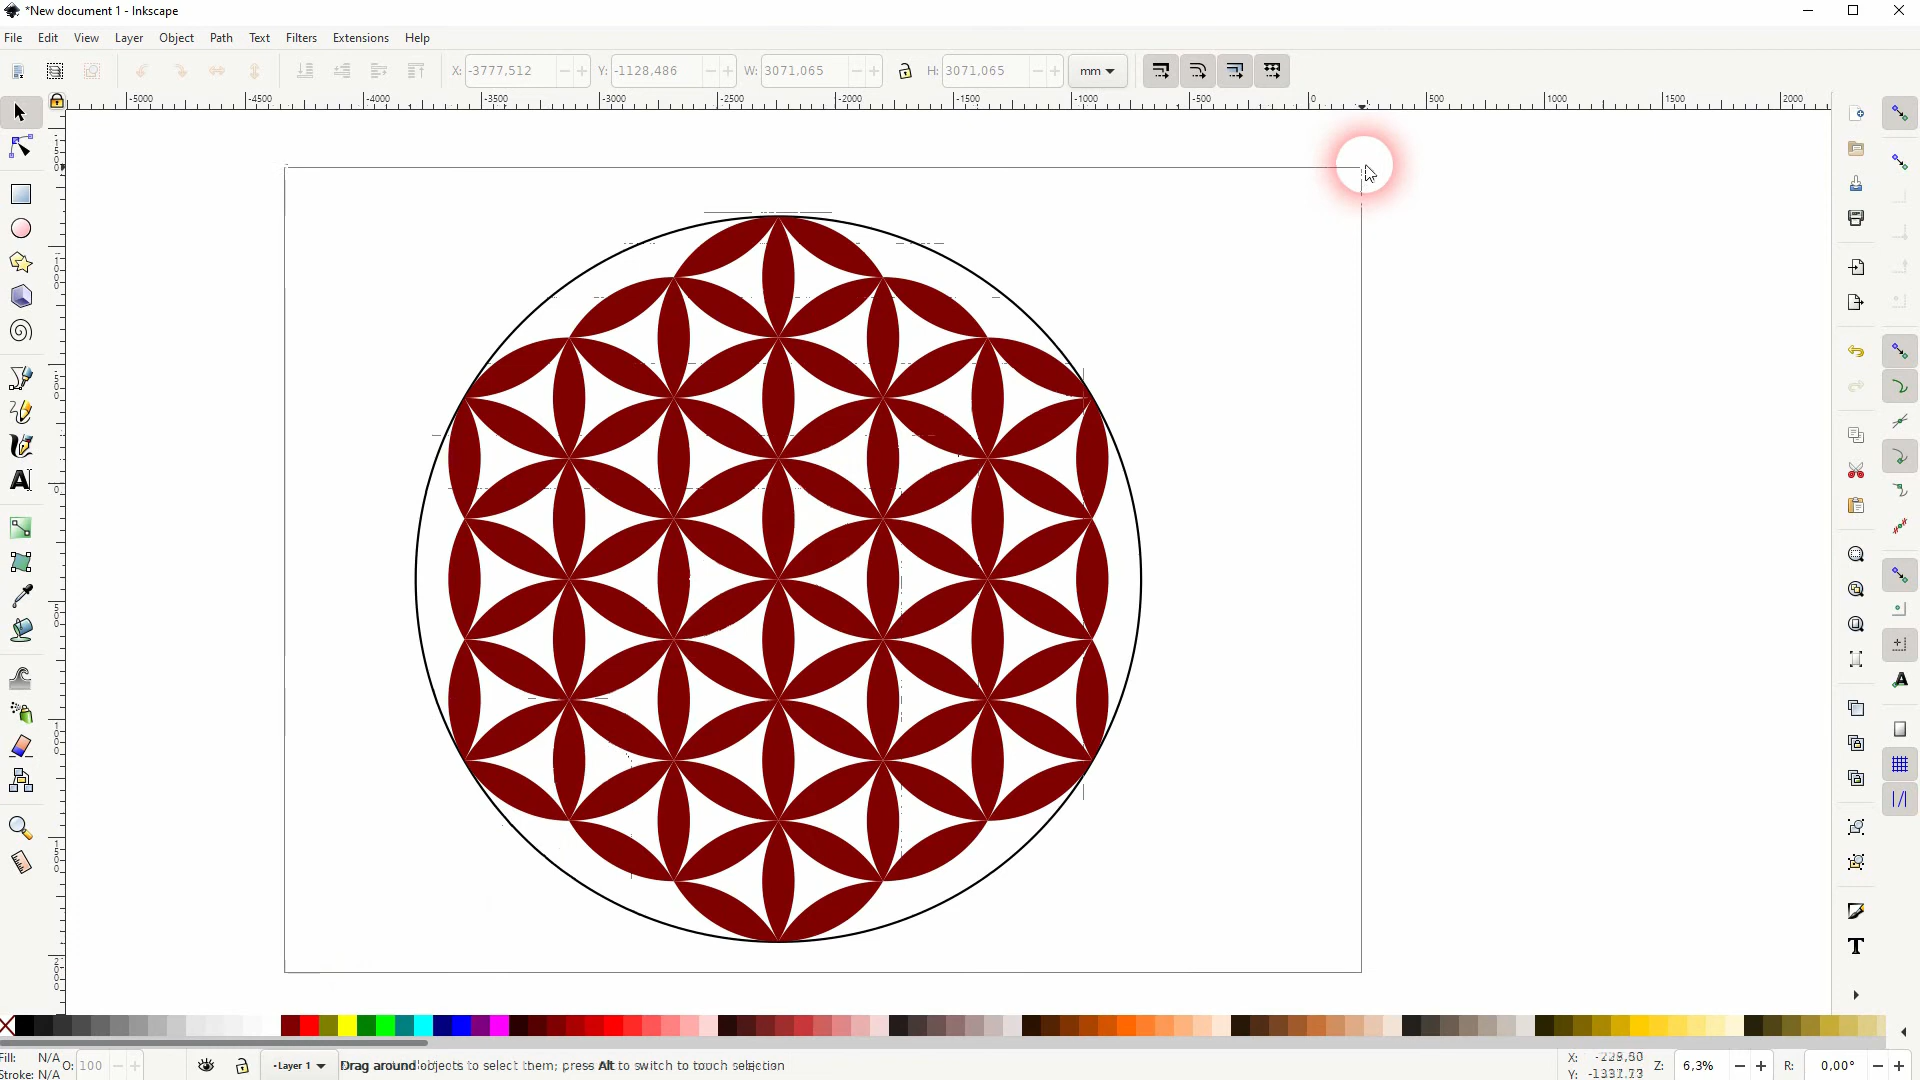 *New document 1 - Inkscape
File Edit View Layer Object Path Text Filters Extensions Help
X: -3777,512 Y: -1128,486 W: 3071,065 H: 3071,065 mm
-5000 -4500 -4000 -3500 -3000 -2500 -2000 -1500 -1000 -500 0 500 1000 1500 2000
Fill: N/A O: 100 Layer 1 Drag around objects to select them; press Alt to switch to touch selection X: Z: 6,3% R: 0,00°
Stroke: N/A Y: -1337.73